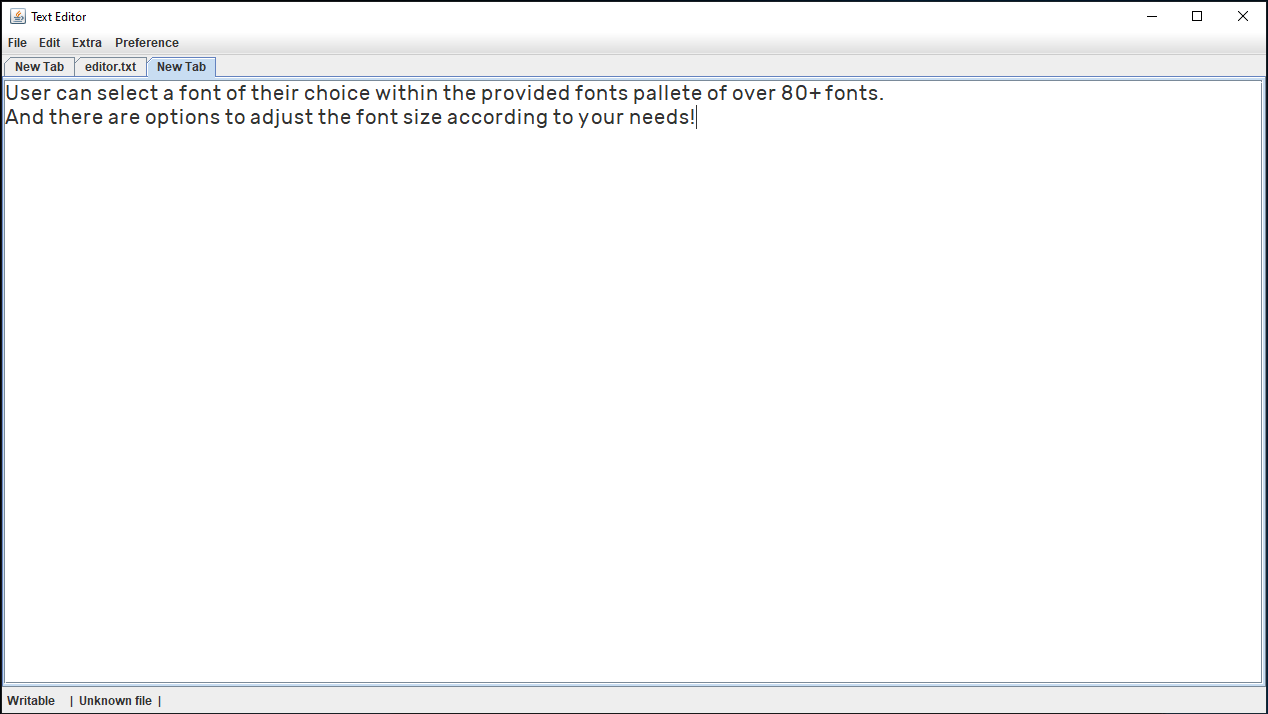 Text Editor
File Edit Extra Preference
New Tab editor.txt New Tab
User can select a font of their choice within the provided fonts pallete of over 80+ fonts.
And there are options to adjust the font size according to your needs!
Writable | Unknown file |